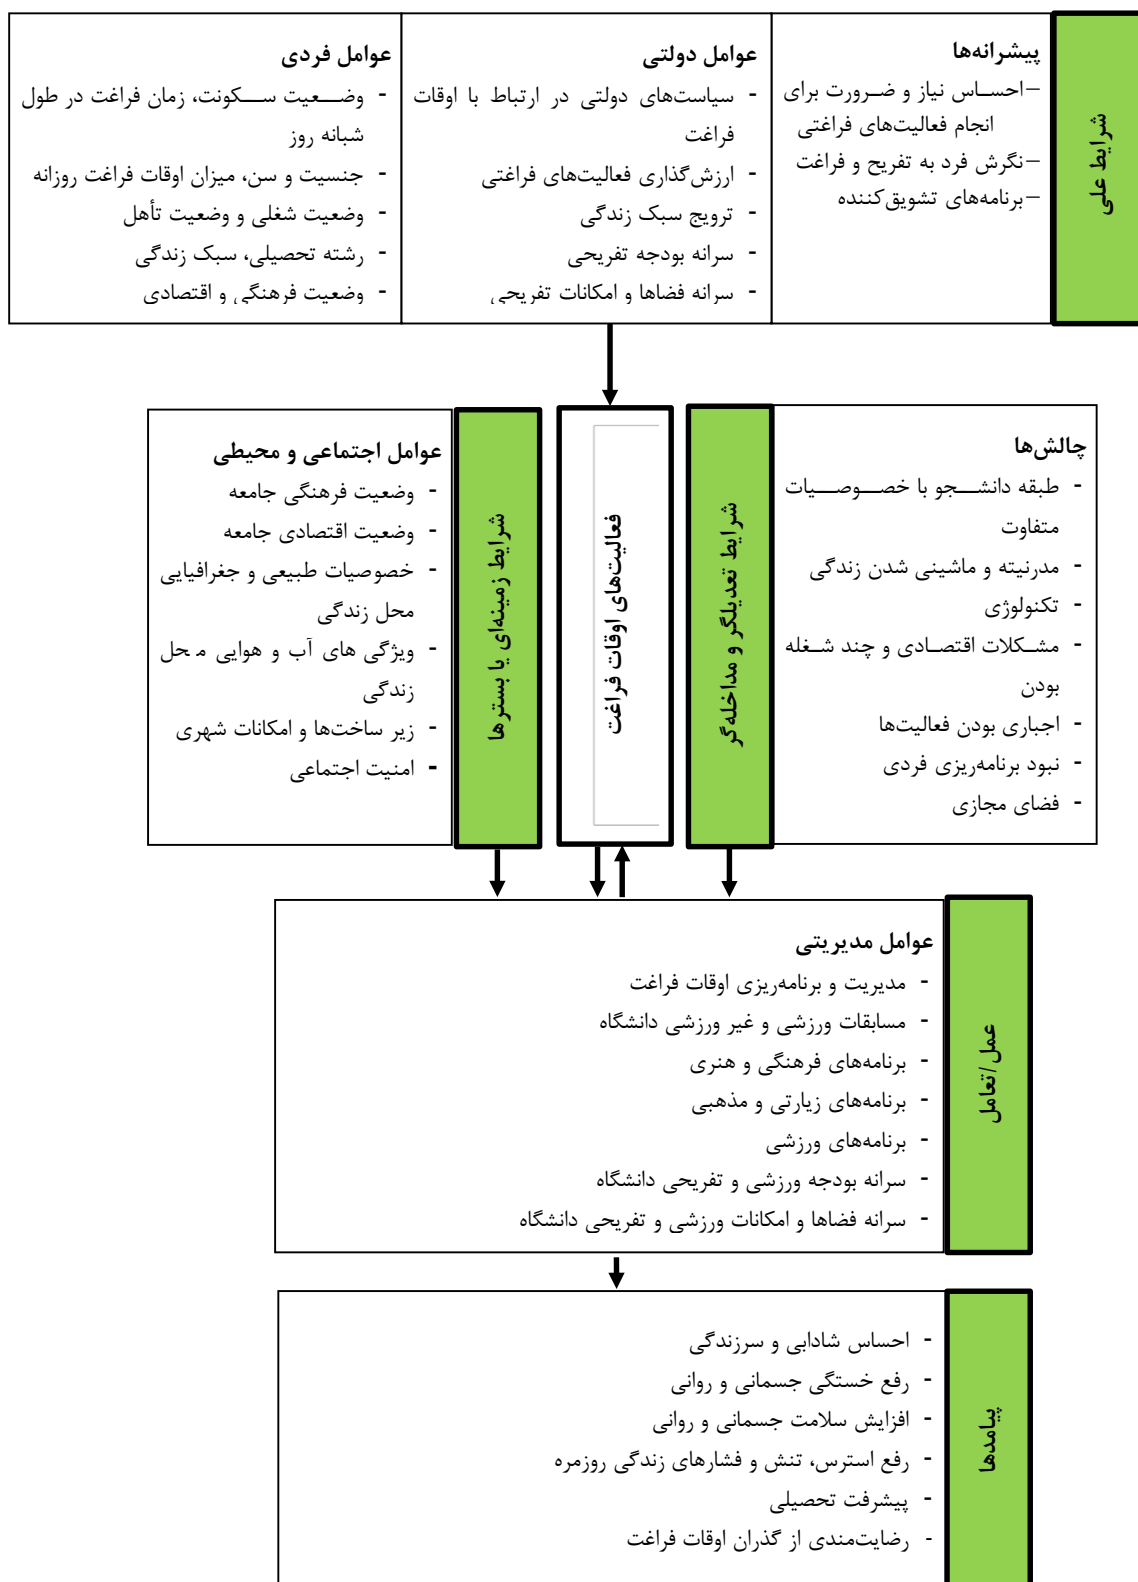 شرایط علی
پیشرانه‌ها
–احساس نیاز و ضرورت برای
انجام فعالیت‌های فراغتی
–نگرش فرد به تفریح و فراغت
–برنامه‌های تشویق‌کننده
عوامل دولتی
- سیاست‌های دولتی در ارتباط با اوقات
فراغت
- ارزش‌گذاری فعالیت‌های فراغتی
- ترویج سبک زندگی
- سرانه بودجه تفریحی
- سرانه فضاها و امکانات تفریحی
عوامل فردی
- وضعیت سکونت، زمان فراغت در طول
شبانه روز
- جنسیت و سن، میزان اوقات فراغت روزانه
- وضعیت شغلی و وضعیت تأهل
- رشته تحصیلی، سبک زندگی
- وضعیت فرهنگی و اقتصادی
چالش‌ها
- طبقه دانشجو با خصوصیات
متفاوت
- مدرنیته و ماشینی شدن زندگی
- تکنولوژی
- مشکلات اقتصادی و چند شغله
بودن
- اجباری بودن فعالیت‌ها
- نبود برنامه‌ریزی فردی
- فضای مجازی
شرایط تعدیلگر و مداخله‌گر
فعالیت‌های اوقات فراغت
شرایط زمینه‌ای یا بسترها
عوامل اجتماعی و محیطی
- وضعیت فرهنگی جامعه
- وضعیت اقتصادی جامعه
- خصوصیات طبیعی و جغرافیایی
محل زندگی
- ویژگی های آب و هوایی محل
زندگی
- زیر ساخت‌ها و امکانات شهری
- امنیت اجتماعی
عمل/تعامل
عوامل مدیریتی
- مدیریت و برنامه‌ریزی اوقات فراغت
- مسابقات ورزشی و غیر ورزشی دانشگاه
- برنامه‌های فرهنگی و هنری
- برنامه‌های زیارتی و مذهبی
- برنامه‌های ورزشی
- سرانه بودجه ورزشی و تفریحی دانشگاه
- سرانه فضاها و امکانات ورزشی و تفریحی دانشگاه
پیامدها
- احساس شادابی و سرزندگی
- رفع خستگی جسمانی و روانی
- افزایش سلامت جسمانی و روانی
- رفع استرس، تنش و فشارهای زندگی روزمره
- پیشرفت تحصیلی
- رضایت‌مندی از گذران اوقات فراغت